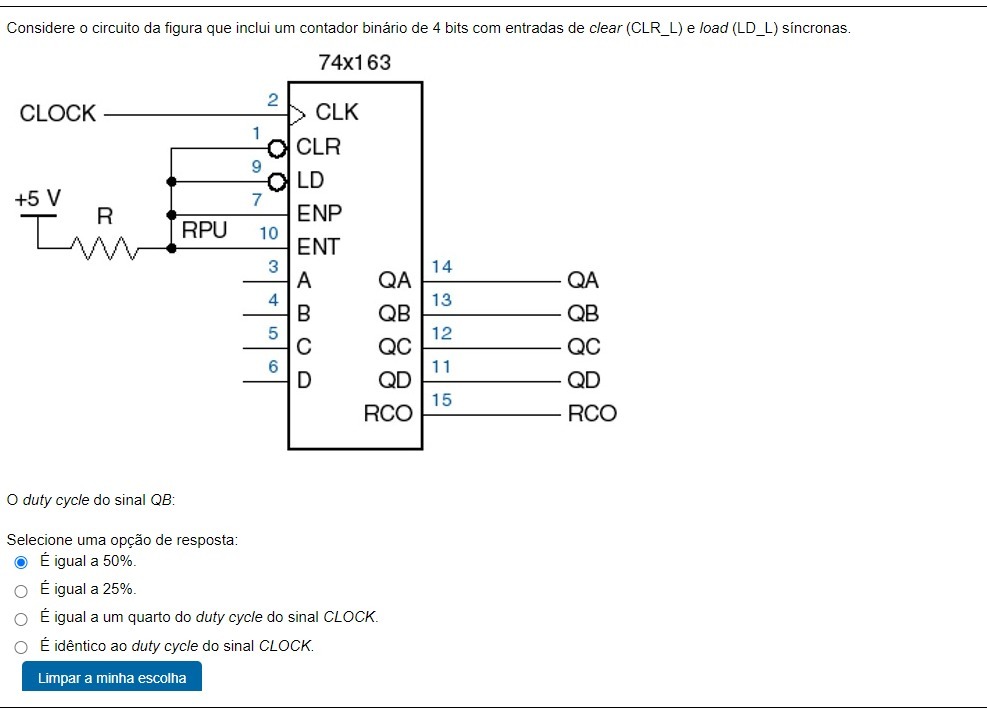 Considere o circuito da figura que inclui um contador binário de 4 bits com entradas de clear (CLR_L) e load (LD_L) síncronas.
74x163
CLOCK
2
CLK
1
CLR
9
LD
+5 V
7
ENP
R
RPU
10
ENT
3
A
QA
14
QA
4
B
QB
13
QB
5
C
QC
12
QC
6
D
QD
11
QD
RCO
15
RCO
O duty cycle do sinal QB:
Selecione uma opção de resposta:
É igual a 50%.
É igual a 25%.
É igual a um quarto do duty cycle do sinal CLOCK.
É idêntico ao duty cycle do sinal CLOCK.
Limpar a minha escolha